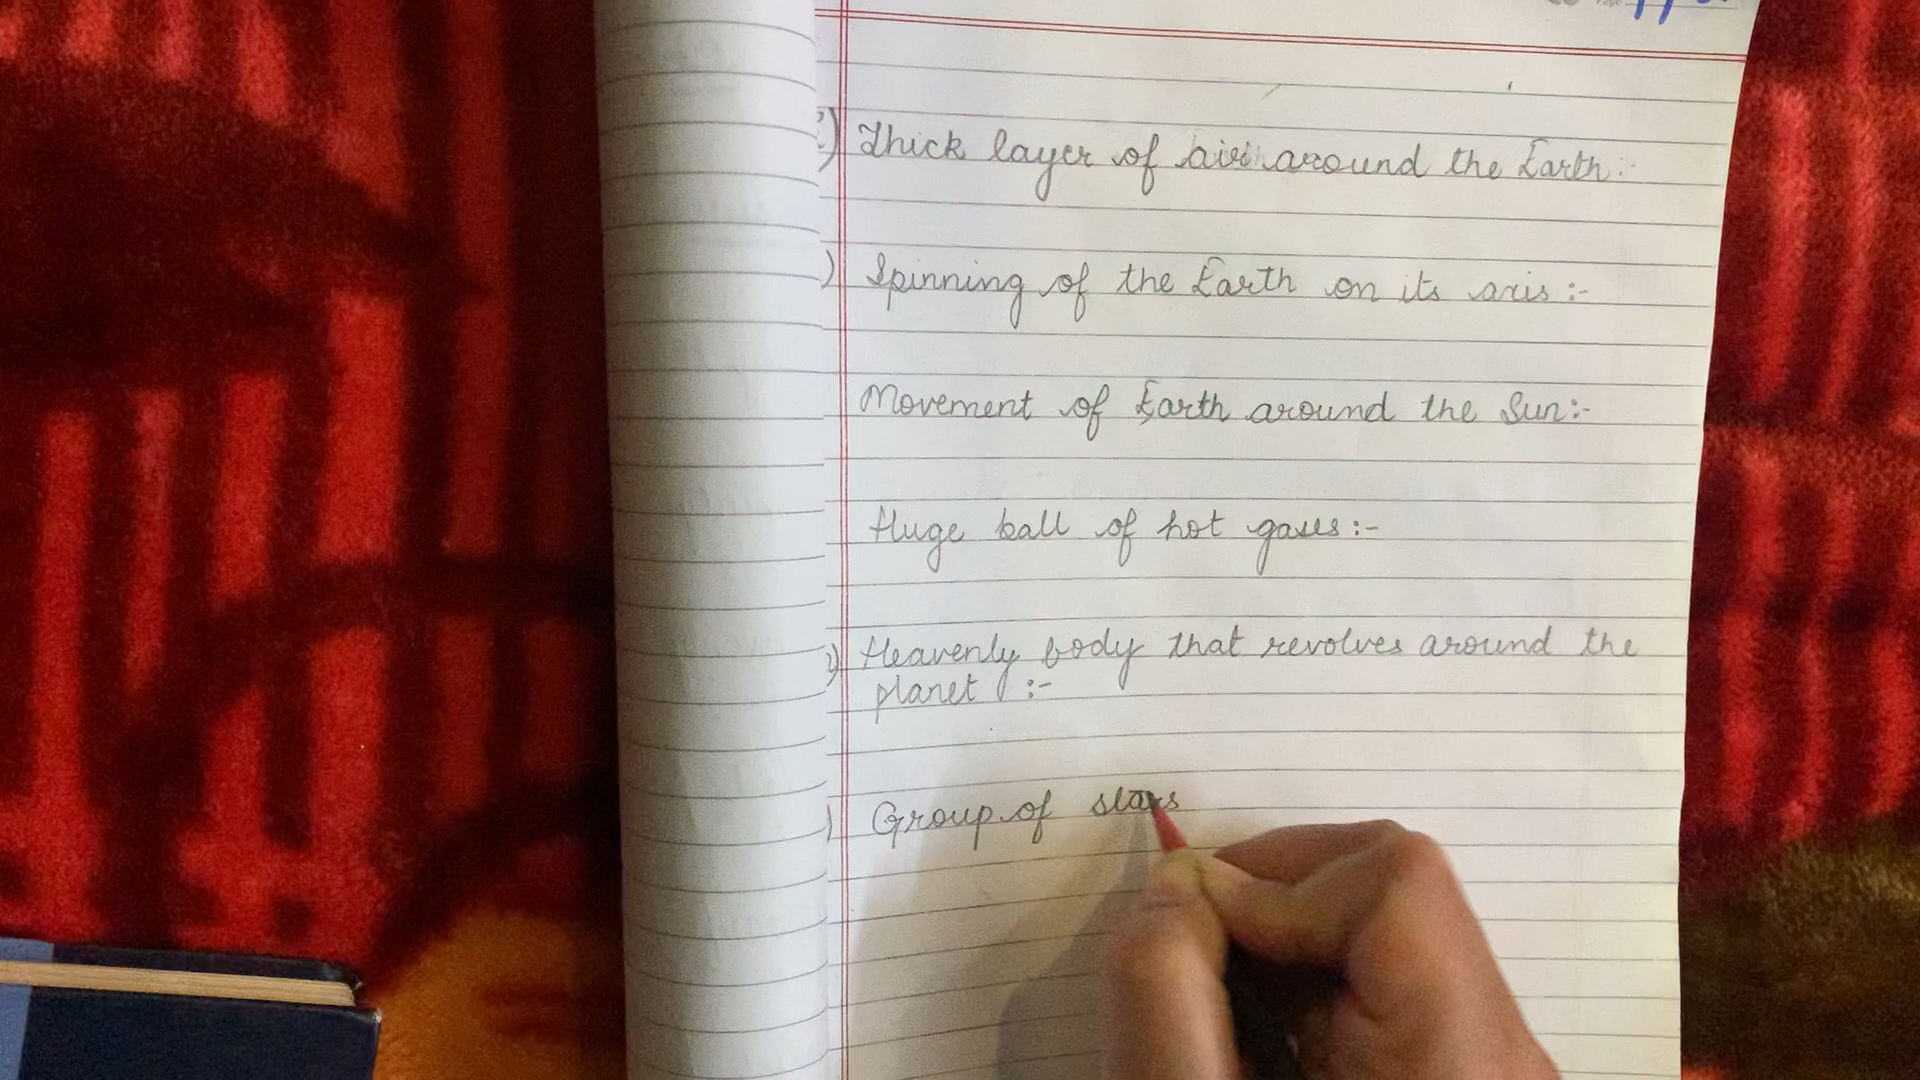 ) Thick layer of air around the Earth:-
) Spinning of the Earth on its axis :-
Movement of Earth around the Sun:-
Huge ball of hot gases:-
) Heavenly body that revolves around the
planet :-
) Group of stars